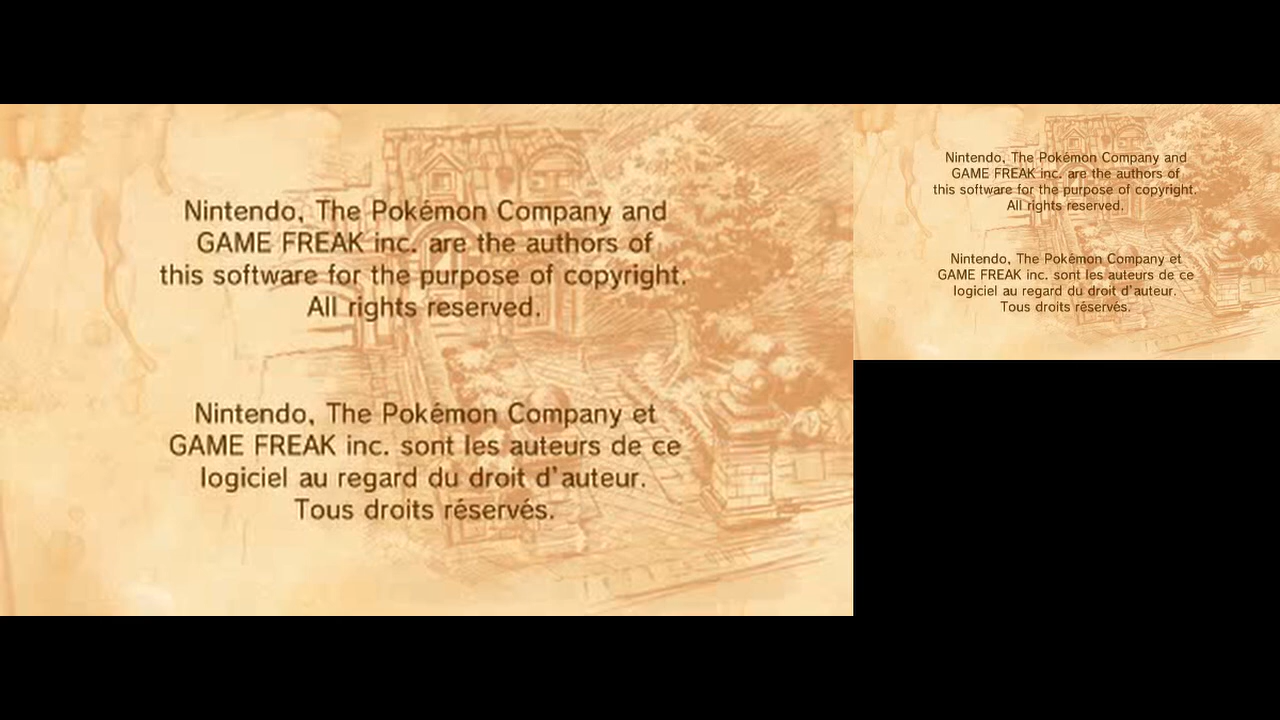 Nintendo, The Pokémon Company and
GAME FREAK inc. are the authors of
this software for the purpose of copyright.
All rights reserved.
Nintendo, The Pokémon Company et
GAME FREAK inc. sont les auteurs de ce
logiciel au regard du droit d'auteur.
Tous droits réservés.
Nintendo, The Pokémon Company and
GAME FREAK inc. are the authors of
this software for the purpose of copyright.
All rights reserved.
Nintendo, The Pokémon Company et
GAME FREAK inc. sont les auteurs de ce
logiciel au regard du droit d'auteur.
Tous droits réservés.